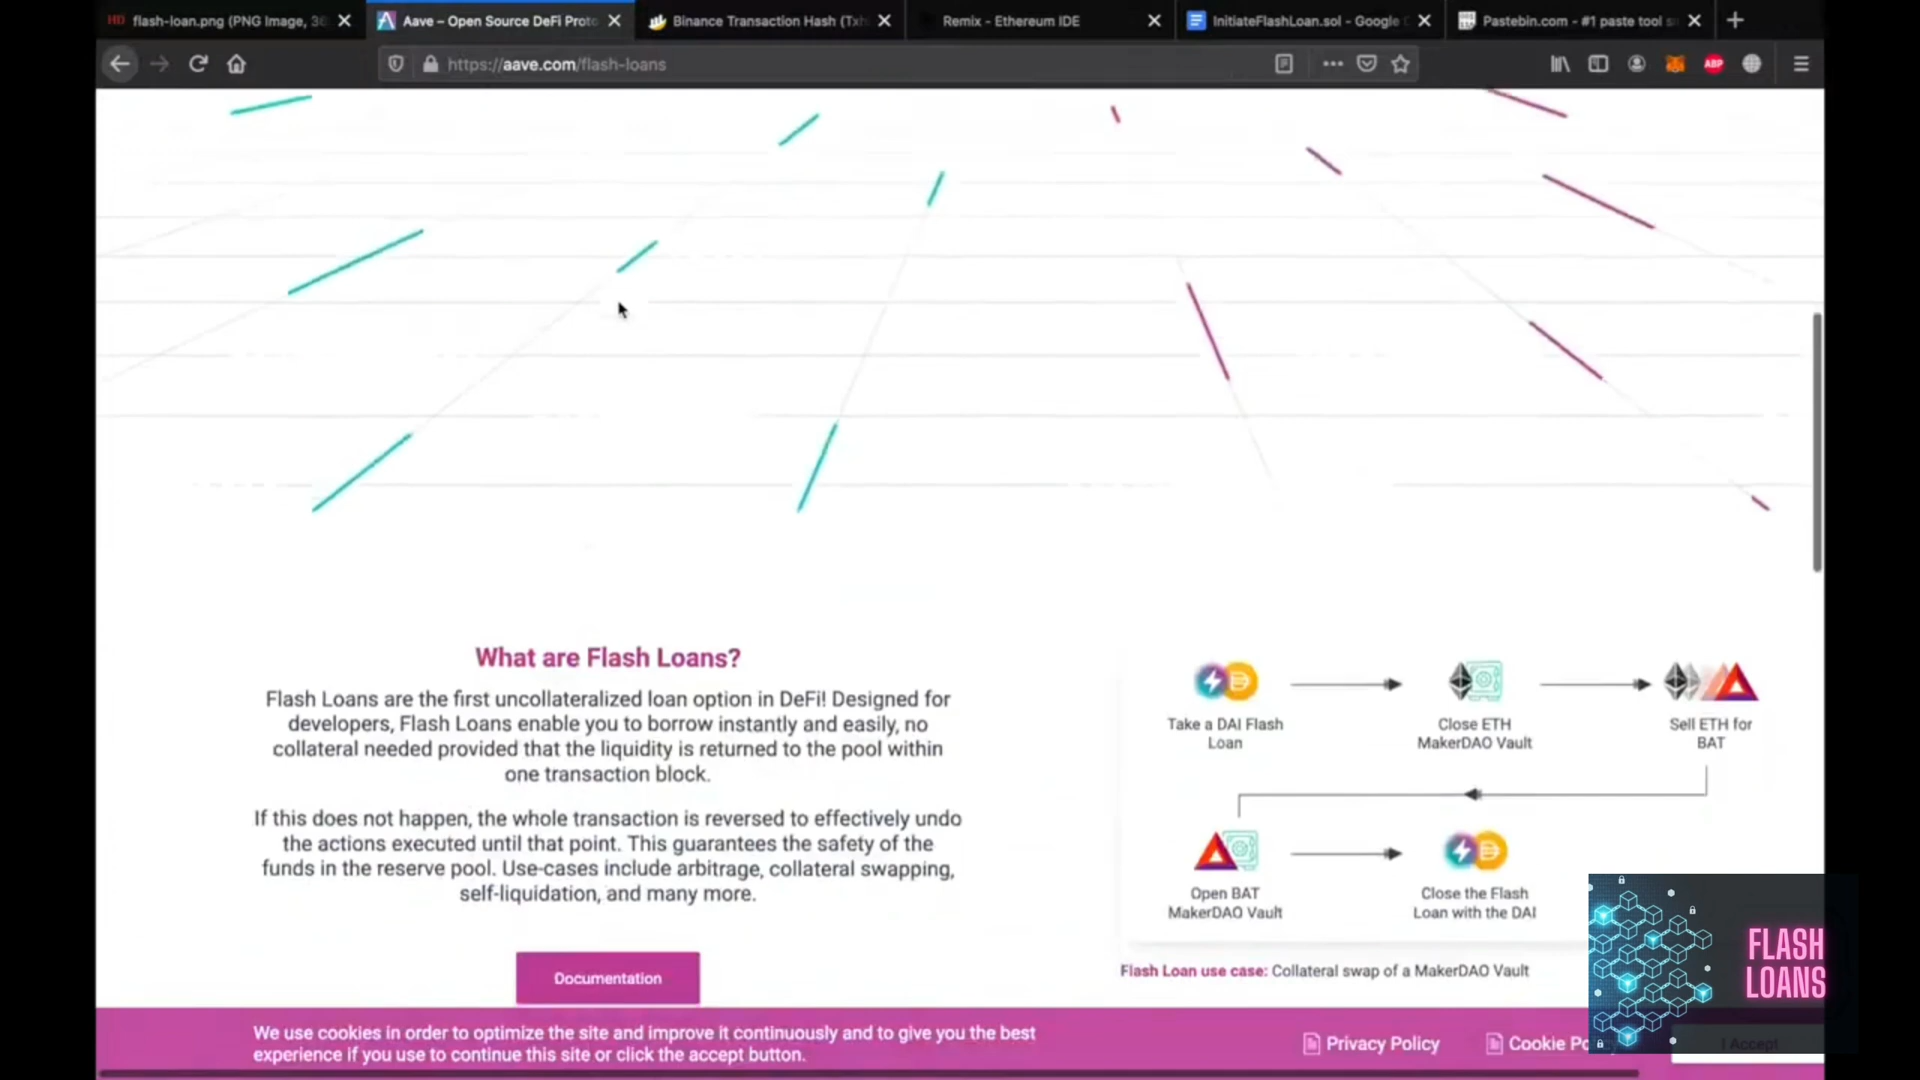 HD flash-loan.png (PNG Image, 36
Aave – Open Source DeFi Proto
Binance Transaction Hash (Txh
Remix - Ethereum IDE
InitiateFlashLoan.sol - Google
Pastebin.com - #1 paste tool s
https://aave.com/flash-loans
ABP
What are Flash Loans?
Flash Loans are the first uncollateralized loan option in DeFi! Designed for
developers, Flash Loans enable you to borrow instantly and easily, no
collateral needed provided that the liquidity is returned to the pool within
one transaction block.
If this does not happen, the whole transaction is reversed to effectively undo
the actions executed until that point. This guarantees the safety of the
funds in the reserve pool. Use-cases include arbitrage, collateral swapping,
self-liquidation, and many more.
Documentation
Take a DAI Flash
Loan
Close ETH
MakerDAO Vault
Sell ETH for
BAT
Open BAT
MakerDAO Vault
Close the Flash
Loan with the DAI
Flash Loan use case: Collateral swap of a MakerDAO Vault
FLASH
LOANS
We use cookies in order to optimize the site and improve it continuously and to give you the best
experience if you use to continue this site or click the accept button.
Privacy Policy
Cookie Po
I Accept